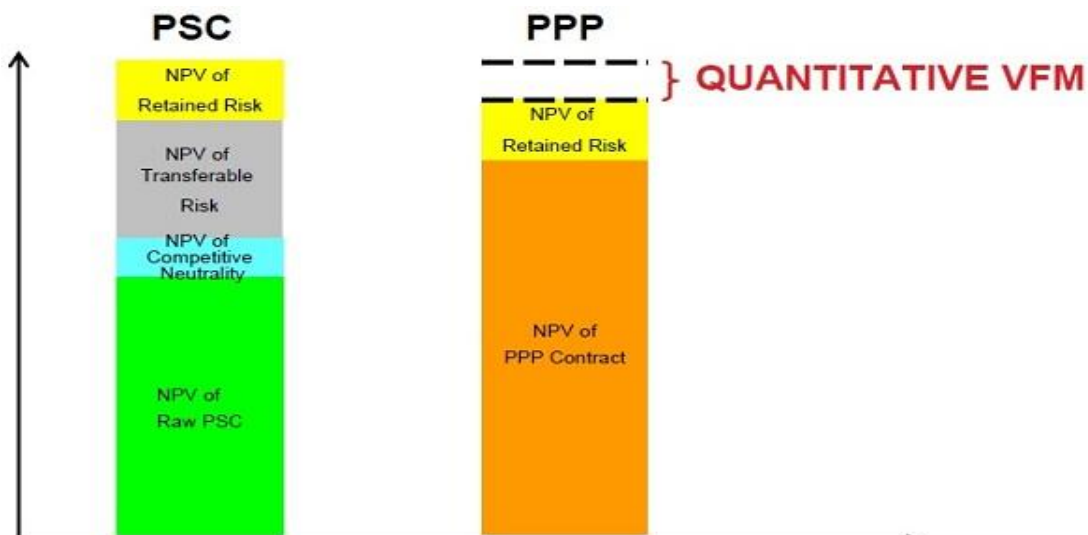 PSC
NPV of
Retained Risk
NPV of
Transferable
Risk
NPV of
Competitive
Neutrality
NPV of
Raw PSC
PPP
QUANTITATIVE VFM
NPV of
Retained Risk
NPV of
PPP Contract